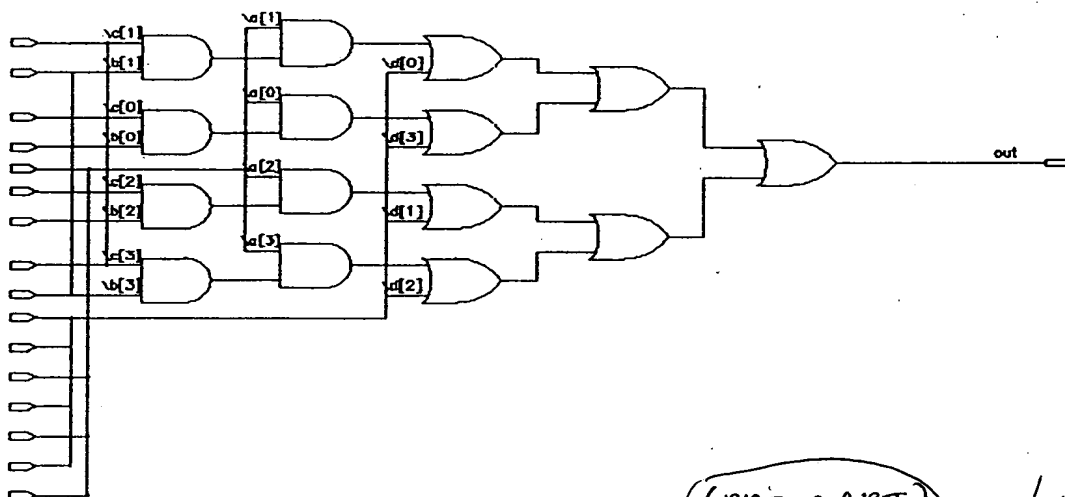 \c[1]
\a[1]
\b[1]
\d[0]
\c[0]
\a[0]
\b[0]
\d[3]
\c[2]
\a[2]
\b[2]
\d[1]
\c[3]
\a[3]
\b[3]
\d[2]
out